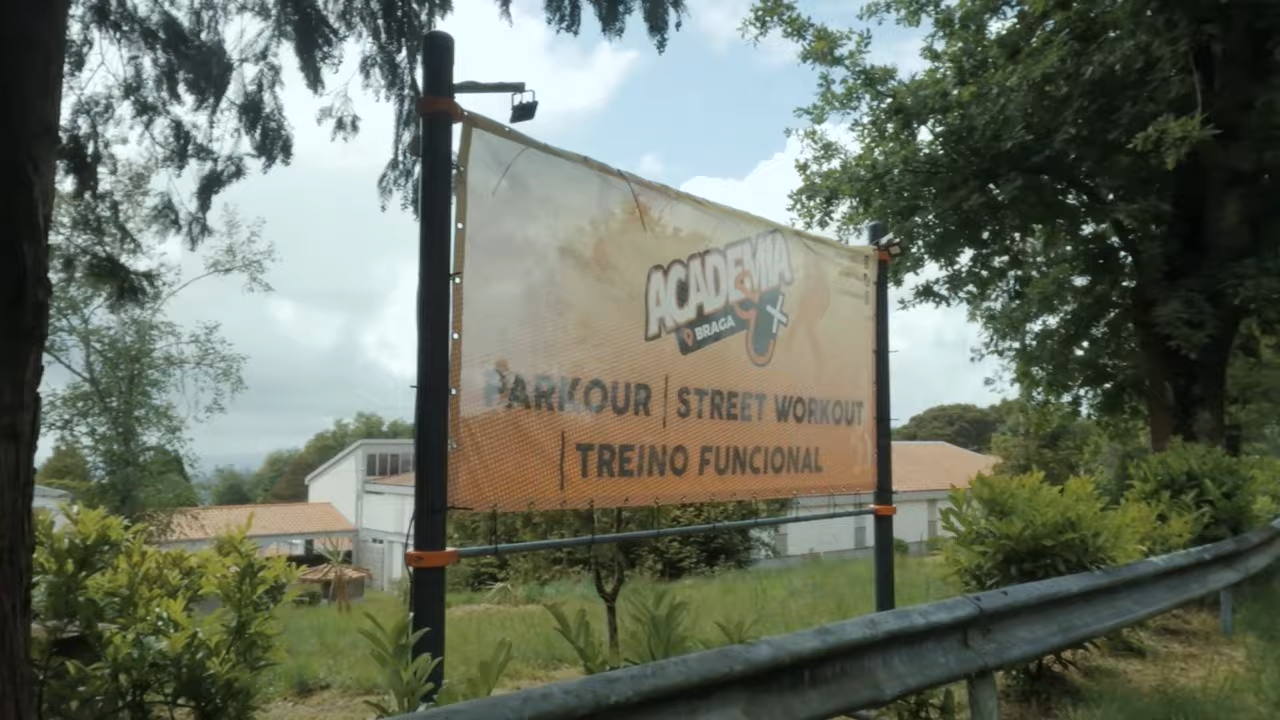 ACADEMIA
BRAGA X
PARKOUR | STREET WORKOUT
| TREINO FUNCIONAL